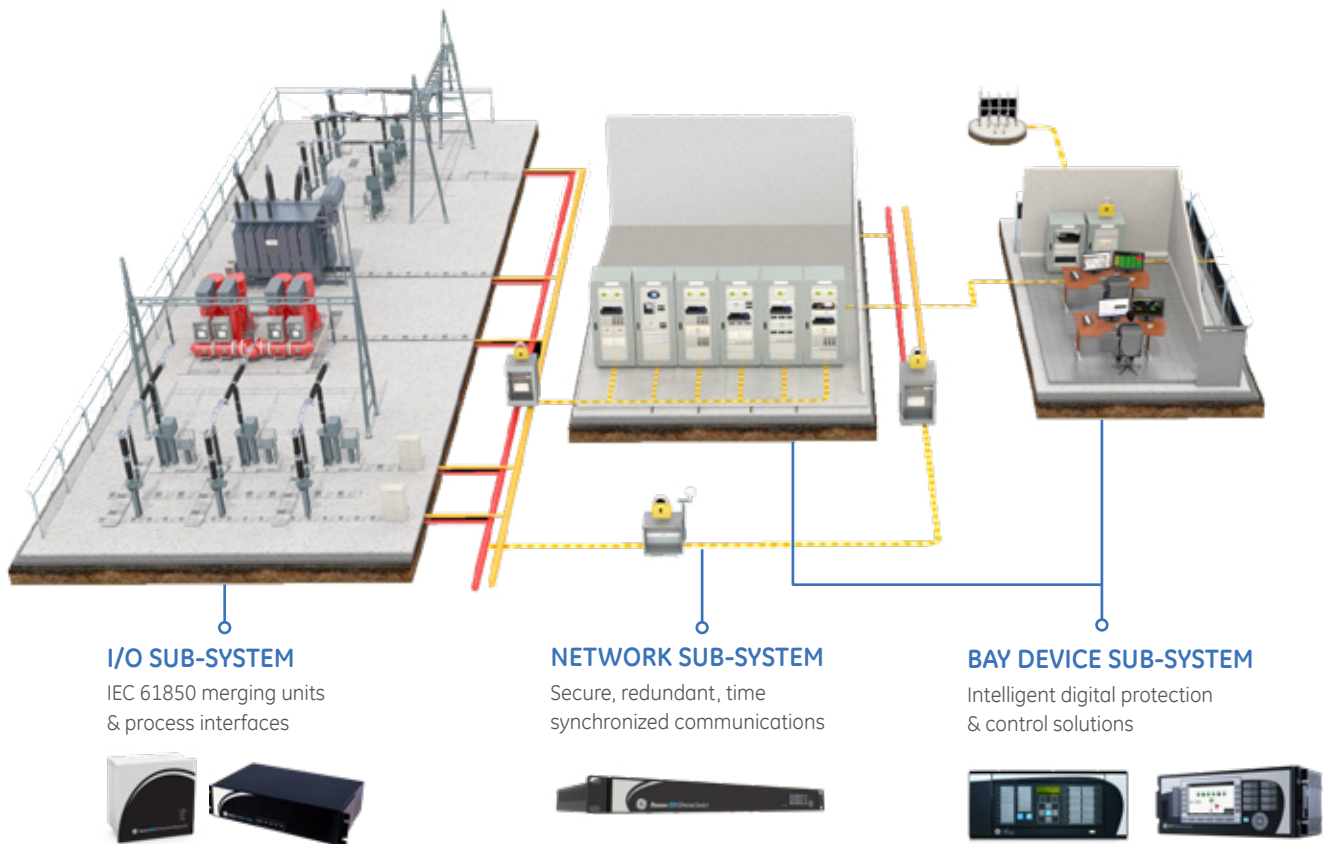 I/O SUB-SYSTEM
IEC 61850 merging units
& process interfaces
NETWORK SUB-SYSTEM
Secure, redundant, time
synchronized communications
BAY DEVICE SUB-SYSTEM
Intelligent digital protection
& control solutions